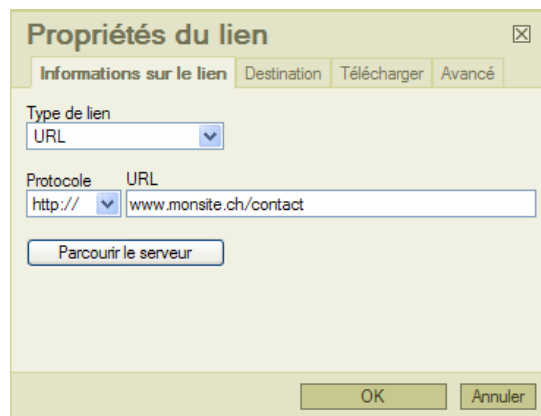 Propriétés du lien
Informations sur le lien Destination Télécharger Avancé
Type de lien
URL
Protocole URL
http:// www.monsite.ch/contact
Parcourir le serveur
OK Annuler